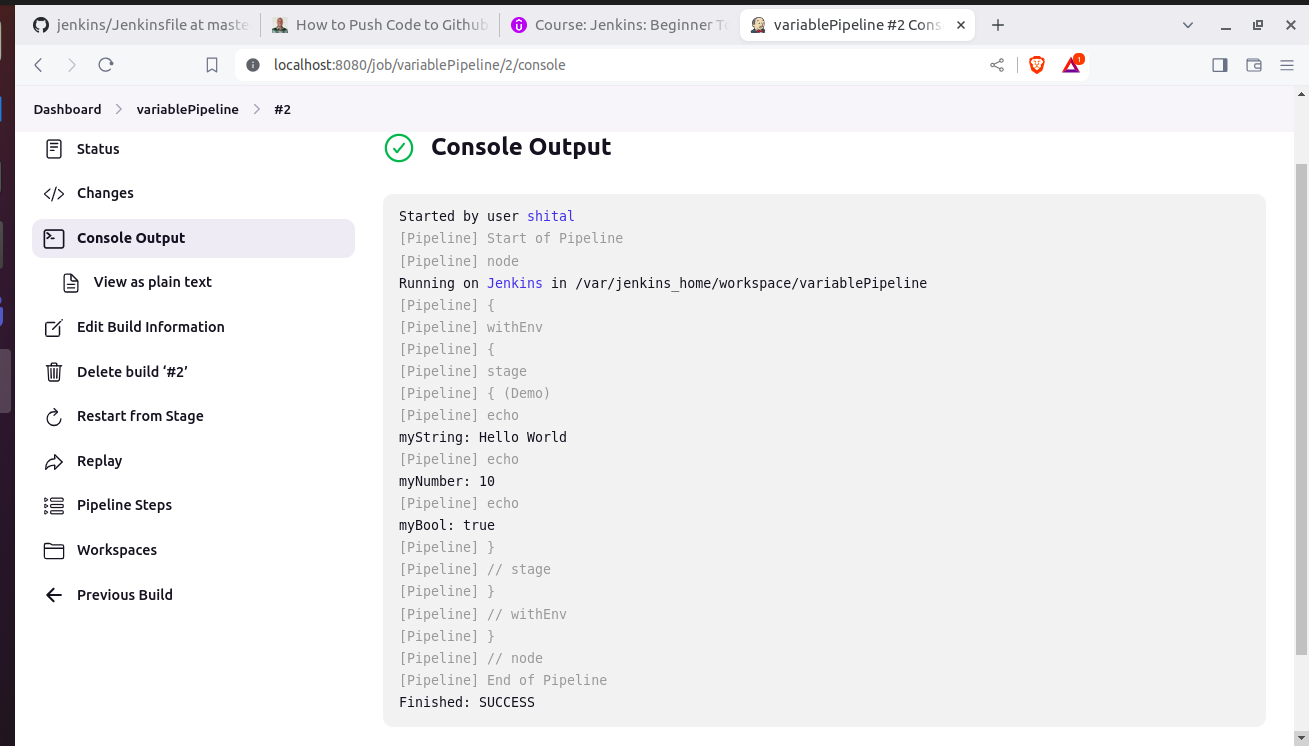 jenkins/Jenkinsfile at maste
How to Push Code to Github
Course: Jenkins: Beginner To
variablePipeline #2 Cons
localhost:8080/job/variablePipeline/2/console
1
Dashboard > variablePipeline > #2
Status
Changes
Console Output
View as plain text
Edit Build Information
Delete build ‘#2’
Restart from Stage
Replay
Pipeline Steps
Workspaces
Previous Build
Console Output
Started by user shital
[Pipeline] Start of Pipeline
[Pipeline] node
Running on Jenkins in /var/jenkins_home/workspace/variablePipeline
[Pipeline] {
[Pipeline] withEnv
[Pipeline] {
[Pipeline] stage
[Pipeline] { (Demo)
[Pipeline] echo
myString: Hello World
[Pipeline] echo
myNumber: 10
[Pipeline] echo
myBool: true
[Pipeline] }
[Pipeline] // stage
[Pipeline] }
[Pipeline] // withEnv
[Pipeline] }
[Pipeline] // node
[Pipeline] End of Pipeline
Finished: SUCCESS